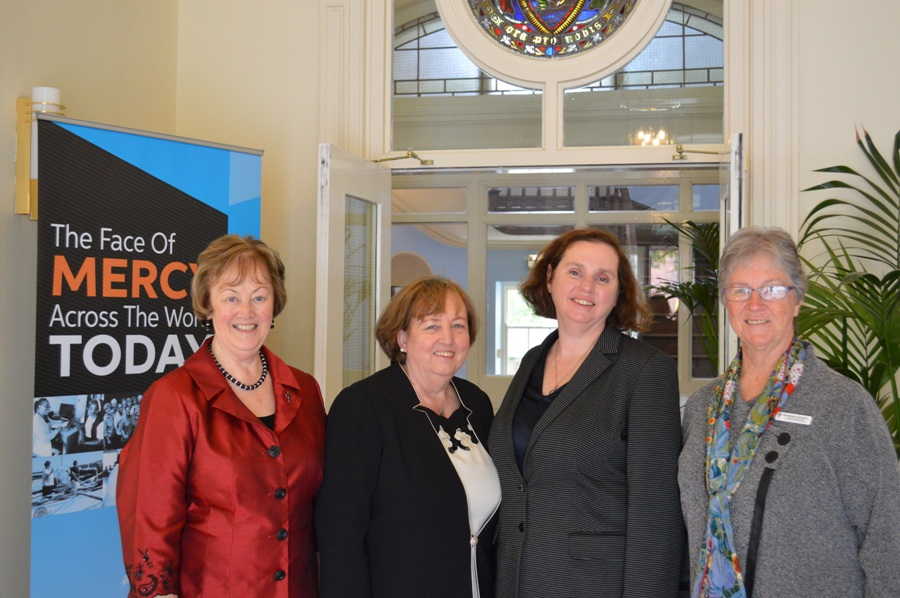 ora pro nobis
The Face Of
MERCY
Across The Wor
TODAY